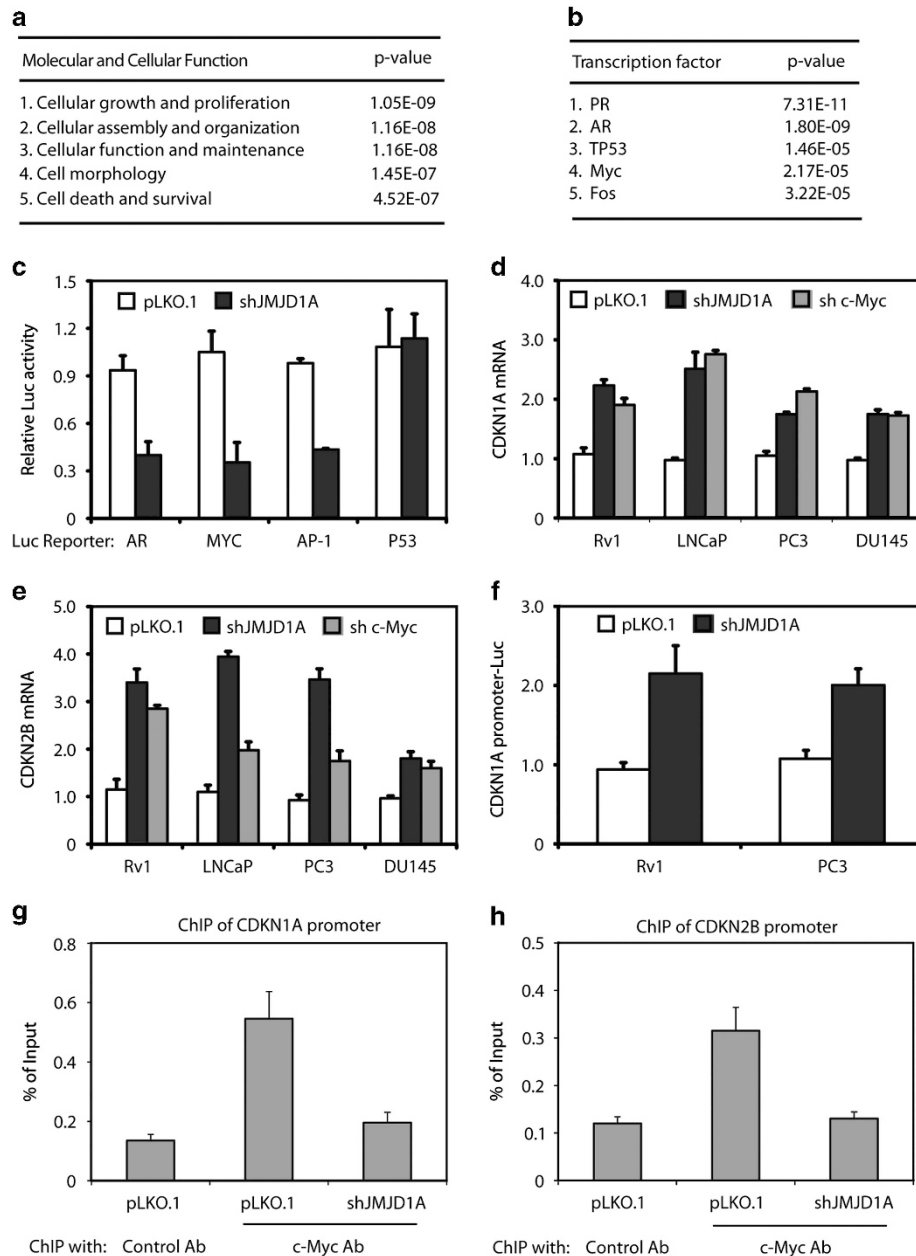 a
Molecular and Cellular Function p-value
1. Cellular growth and proliferation 1.05E-09
2. Cellular assembly and organization 1.16E-08
3. Cellular function and maintenance 1.16E-08
4. Cell morphology 1.45E-07
5. Cell death and survival 4.52E-07
b
Transcription factor p-value
1. PR 7.31E-11
2. AR 1.80E-09
3. TP53 1.46E-05
4. Myc 2.17E-05
5. Fos 3.22E-05
c
pLKO.1 shJMJD1A
Relative Luc activity
1.5
1.2
0.9
0.6
0.3
0
Luc Reporter: AR MYC AP-1 P53
d
pLKO.1 shJMJD1A sh c-Myc
CDKN1A mRNA
4.0
3.0
2.0
1.0
0
Rv1 LNCaP PC3 DU145
e
pLKO.1 shJMJD1A sh c-Myc
CDKN2B mRNA
5.0
4.0
3.0
2.0
1.0
0
Rv1 LNCaP PC3 DU145
f
pLKO.1 shJMJD1A
CDKN1A promoter-Luc
3.0
2.0
1.0
0
Rv1 PC3
g
ChIP of CDKN1A promoter
% of Input
0.8
0.6
0.4
0.2
0
pLKO.1 pLKO.1 shJMJD1A
ChIP with: Control Ab c-Myc Ab
h
ChIP of CDKN2B promoter
% of Input
0.5
0.4
0.3
0.2
0.1
0
pLKO.1 pLKO.1 shJMJD1A
ChIP with: Control Ab c-Myc Ab